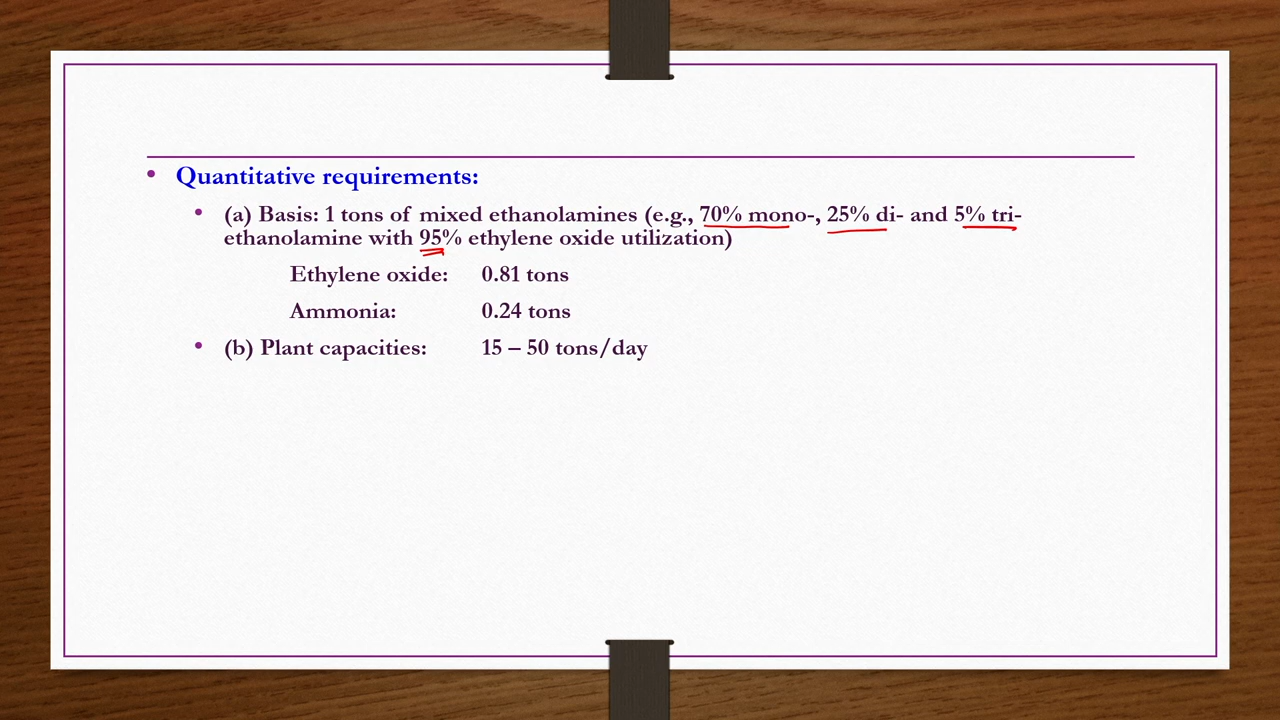 Quantitative requirements:
(a) Basis: 1 tons of mixed ethanolamines (e.g., 70% mono-, 25% di- and 5% tri-
ethanolamine with 95% ethylene oxide utilization)
Ethylene oxide: 0.81 tons
Ammonia: 0.24 tons
(b) Plant capacities: 15 – 50 tons/day